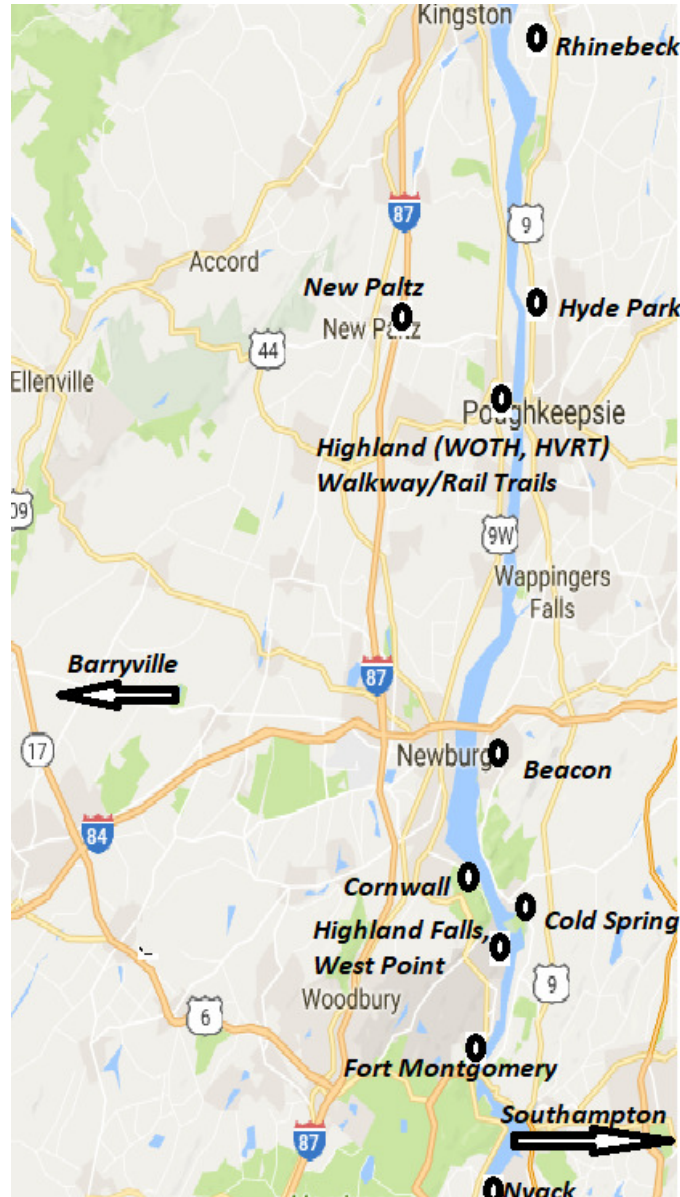 Kingston
Rhinebeck
87
9
Accord
New Paltz
Hyde Park
New Paltz
44
Ellenville
Poughkeepsie
Highland (WOTH, HVRT)
Walkway/Rail Trails
09
9W
Wappingers
Falls
Barryville
87
17
Newburg
Beacon
84
Cornwall
Cold Spring
Highland Falls,
West Point
9
Woodbury
6
Fort Montgomery
Southampton
87
Nyack